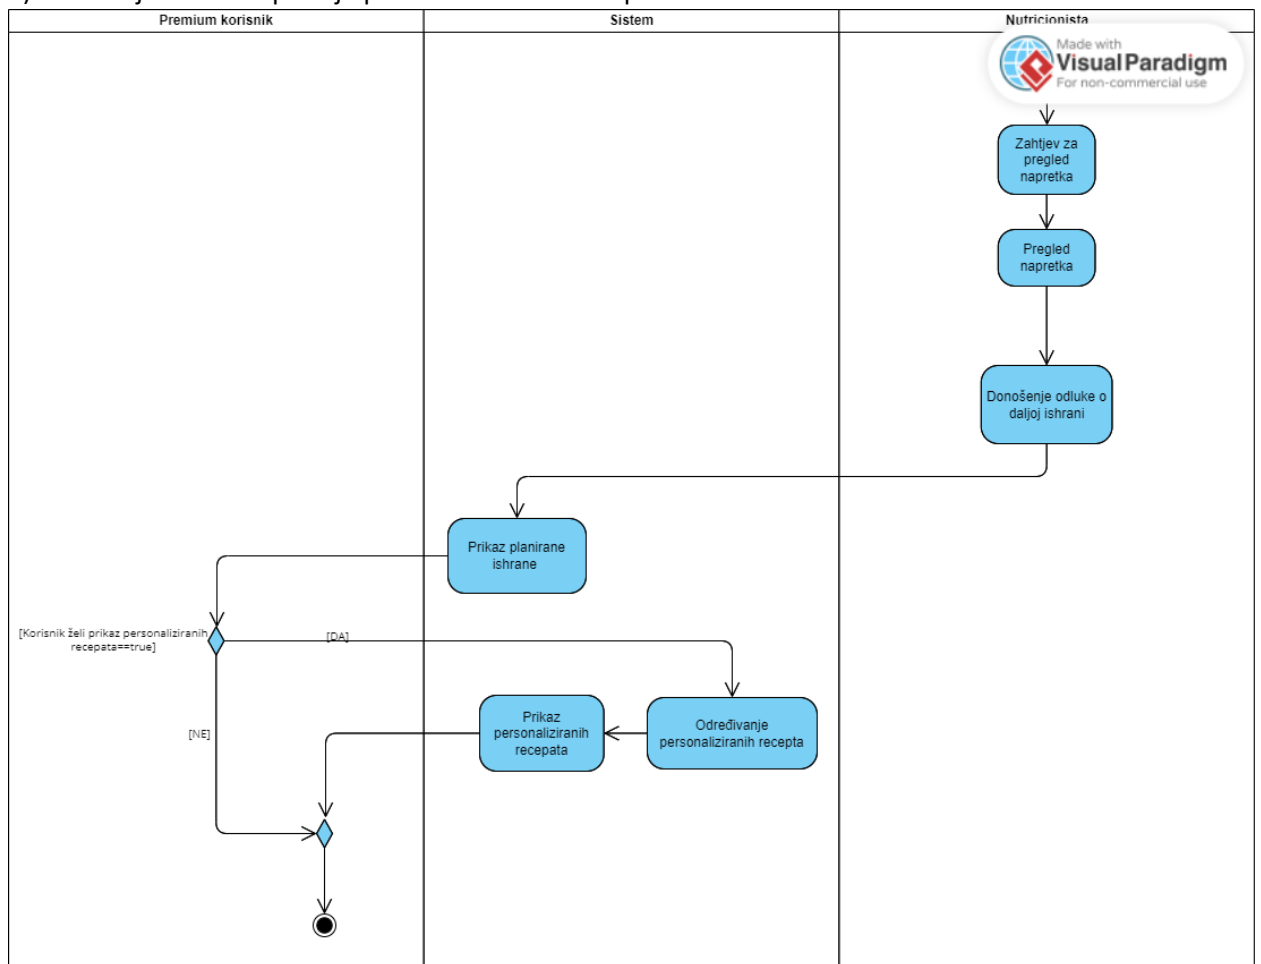 Premium korisnik
Sistem
Nutricionista
Made with
Visual Paradigm
For non-commercial use
Zahtjev za
pregled
napretka
Pregled
napretka
Donošenje odluke o
daljoj ishrani
Prikaz planirane
ishrane
[Korisnik želi prikaz personaliziranih
recepata==true]
[DA]
Prikaz
personaliziranih
recepata
Određivanje
personaliziranih recepta
[NE]